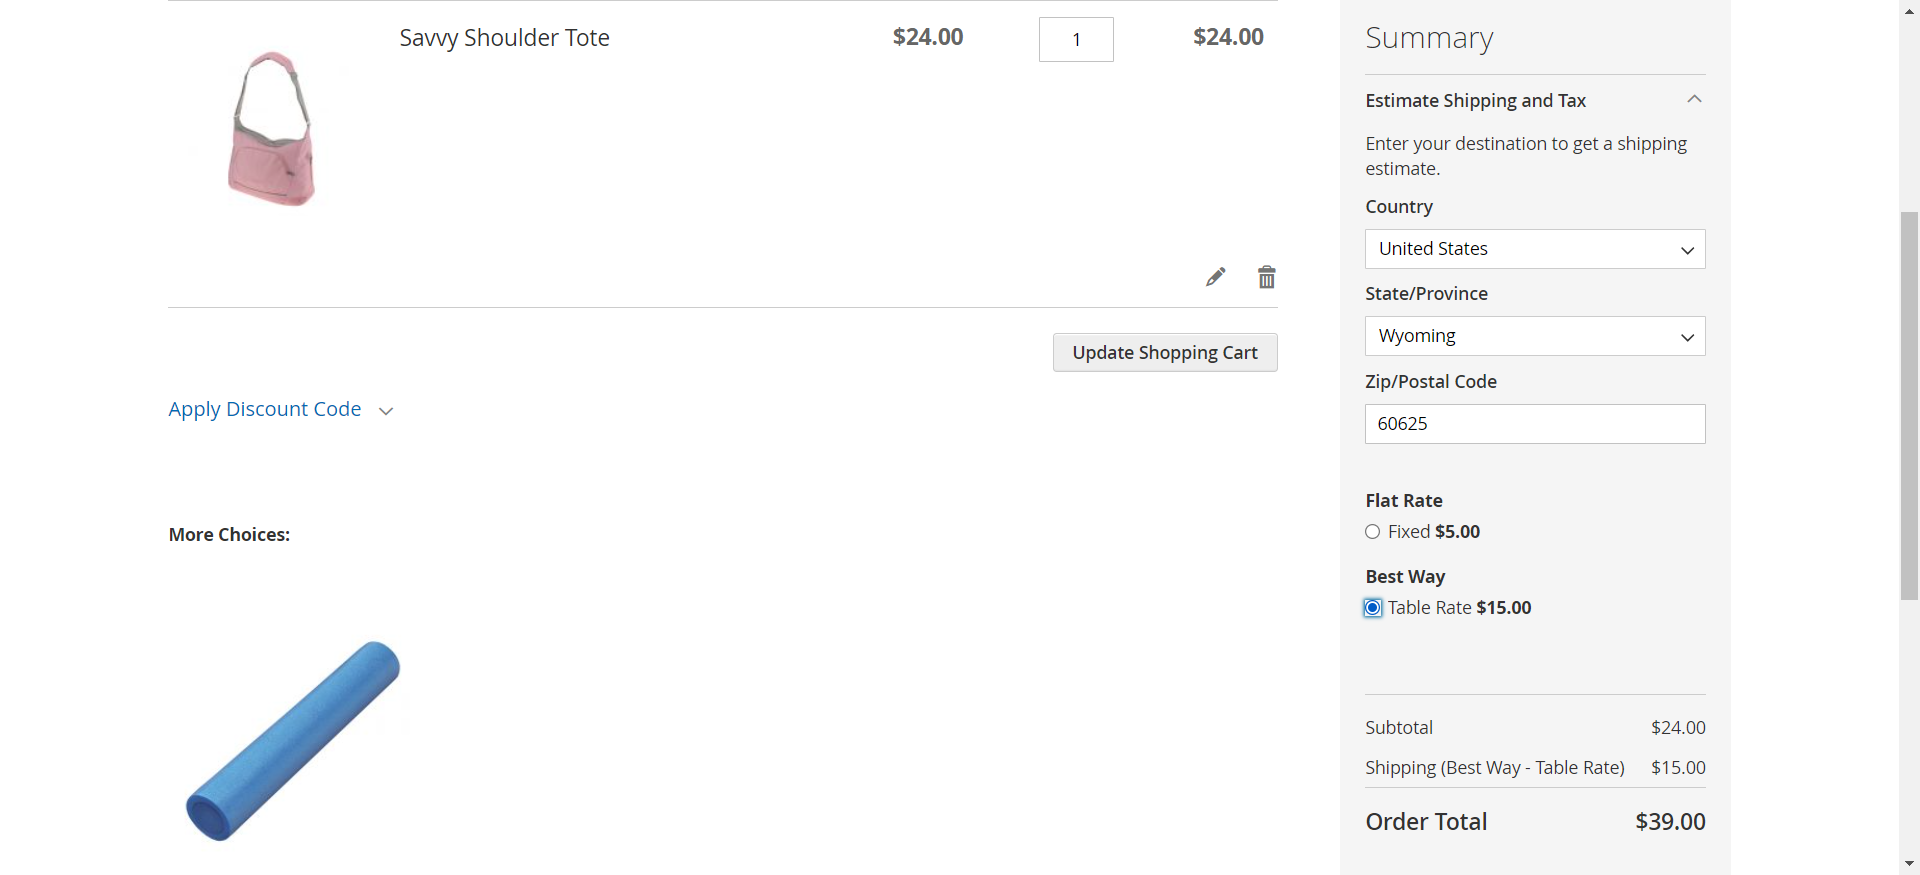 Savvy Shoulder Tote $24.00 1 $24.00
Update Shopping Cart
Apply Discount Code
More Choices:
Summary
Estimate Shipping and Tax
Enter your destination to get a shipping
estimate.
Country
United States
State/Province
Wyoming
Zip/Postal Code
60625
Flat Rate
Fixed $5.00
Best Way
Table Rate $15.00
Subtotal $24.00
Shipping (Best Way - Table Rate) $15.00
Order Total $39.00